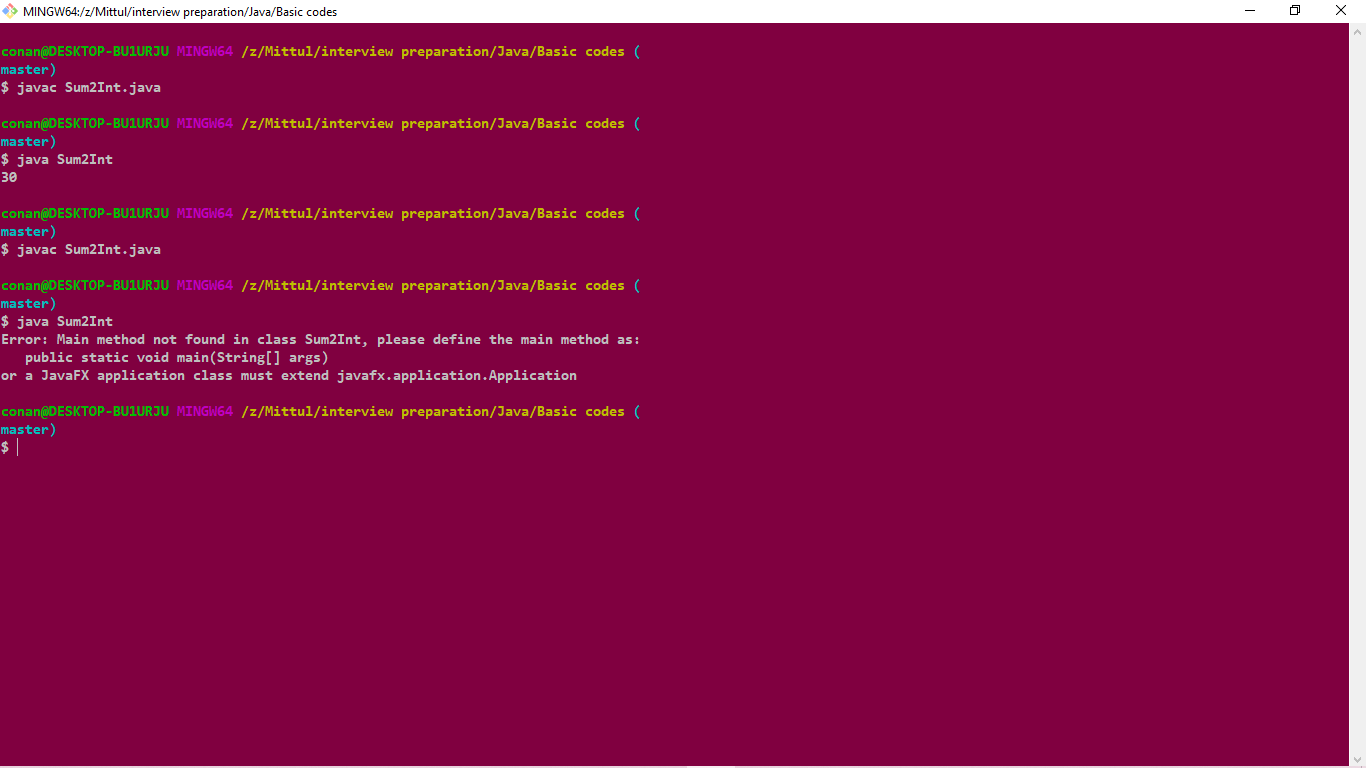 MINGW64:/z/Mittul/interview preparation/Java/Basic codes
conan@DESKTOP-BU1URJU MINGW64 /z/Mittul/interview preparation/Java/Basic codes (
master)
$ javac Sum2Int.java
conan@DESKTOP-BU1URJU MINGW64 /z/Mittul/interview preparation/Java/Basic codes (
master)
$ java Sum2Int
30
conan@DESKTOP-BU1URJU MINGW64 /z/Mittul/interview preparation/Java/Basic codes (
master)
$ javac Sum2Int.java
conan@DESKTOP-BU1URJU MINGW64 /z/Mittul/interview preparation/Java/Basic codes (
master)
$ java Sum2Int
Error: Main method not found in class Sum2Int, please define the main method as:
   public static void main(String[] args)
or a JavaFX application class must extend javafx.application.Application
conan@DESKTOP-BU1URJU MINGW64 /z/Mittul/interview preparation/Java/Basic codes (
master)
$